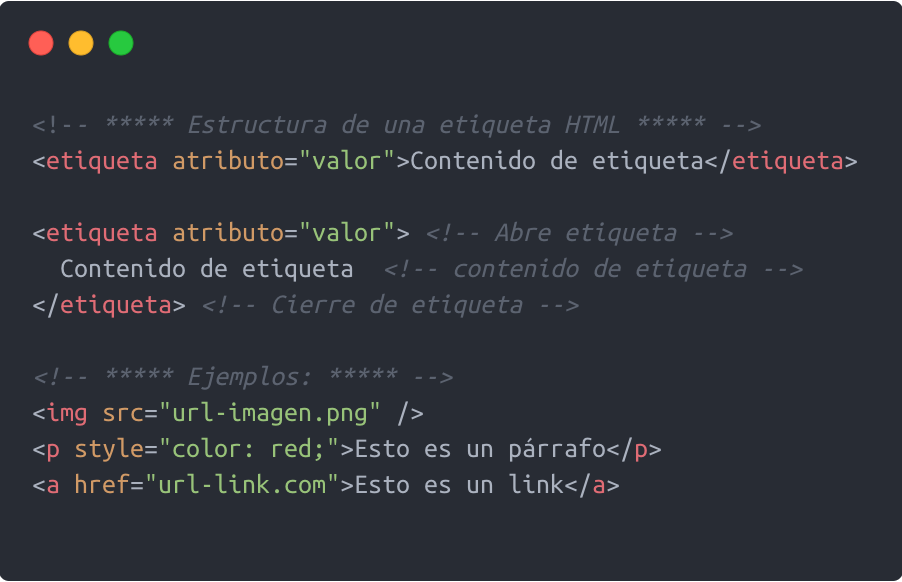 <!-- ***** Estructura de una etiqueta HTML ***** -->
<etiqueta atributo="valor">Contenido de etiqueta</etiqueta>
<etiqueta atributo="valor"> <!-- Abre etiqueta -->
  Contenido de etiqueta  <!-- contenido de etiqueta -->
</etiqueta> <!-- Cierre de etiqueta -->
<!-- ***** Ejemplos: ***** -->
<img src="url-imagen.png" />
<p style="color: red;">Esto es un párrafo</p>
<a href="url-link.com">Esto es un link</a>